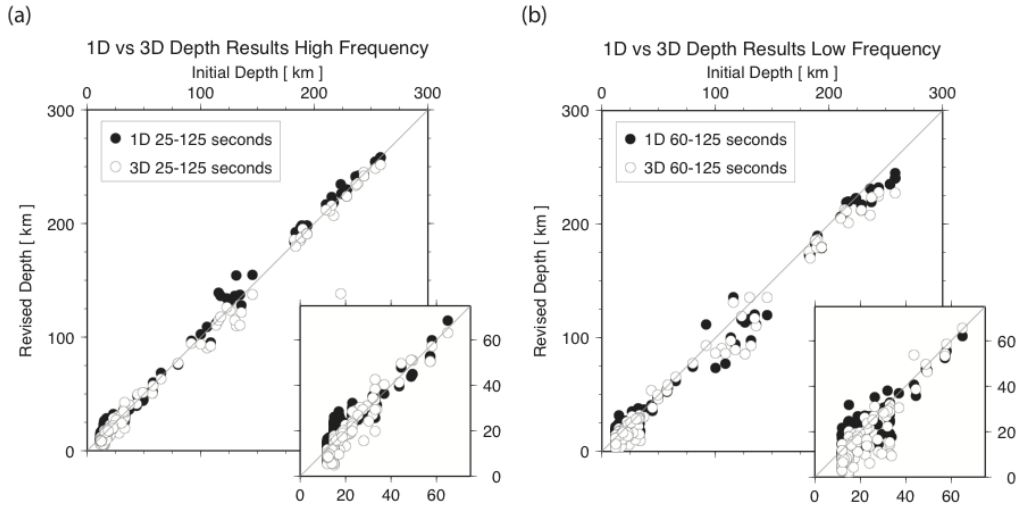 (a)
1D vs 3D Depth Results High Frequency
Initial Depth [ km ]
0 100 200 300
300
200
100
0
Revised Depth [ km ]
1D 25-125 seconds
3D 25-125 seconds
60
40
20
0
0 20 40 60
(b)
1D vs 3D Depth Results Low Frequency
Initial Depth [ km ]
0 100 200 300
300
200
100
0
Revised Depth [ km ]
1D 60-125 seconds
3D 60-125 seconds
60
40
20
0
0 20 40 60